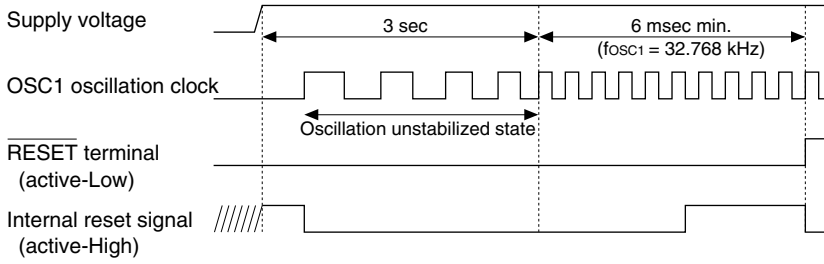 Supply voltage
3 sec
6 msec min.
(fOSC1 = 32.768 kHz)
OSC1 oscillation clock
Oscillation unstabilized state
RESET terminal
(active-Low)
Internal reset signal
(active-High)